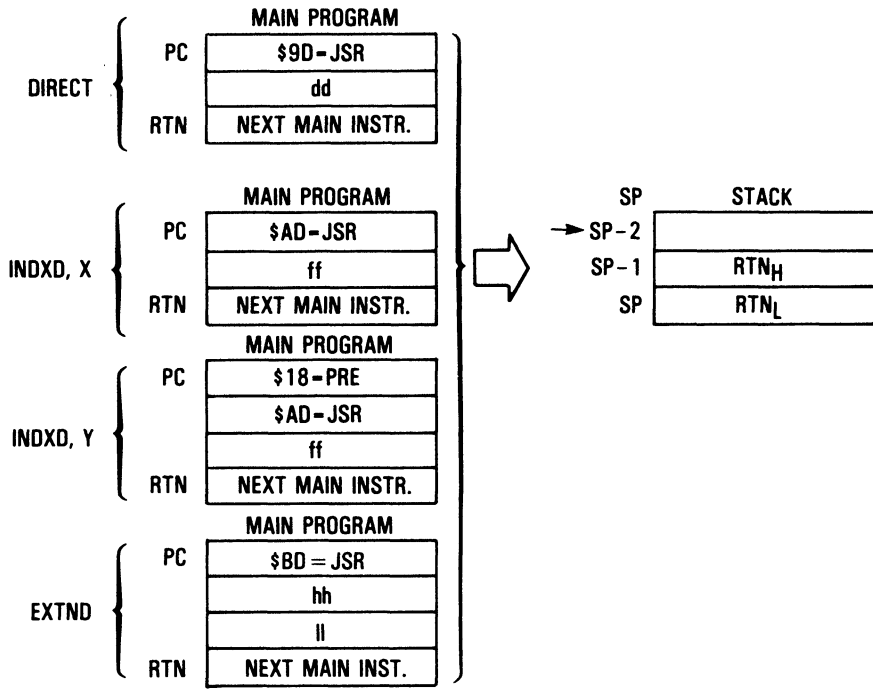 MAIN PROGRAM
PC $9D-JSR
DIRECT dd
RTN NEXT MAIN INSTR.
MAIN PROGRAM
PC $AD-JSR
INDXD, X ff
RTN NEXT MAIN INSTR.
MAIN PROGRAM
PC $18-PRE
$AD-JSR
INDXD, Y ff
RTN NEXT MAIN INSTR.
MAIN PROGRAM
PC $BD = JSR
hh
EXTND ll
RTN NEXT MAIN INST.
SP STACK
→ SP-2
SP-1 RTNH
SP RTNL